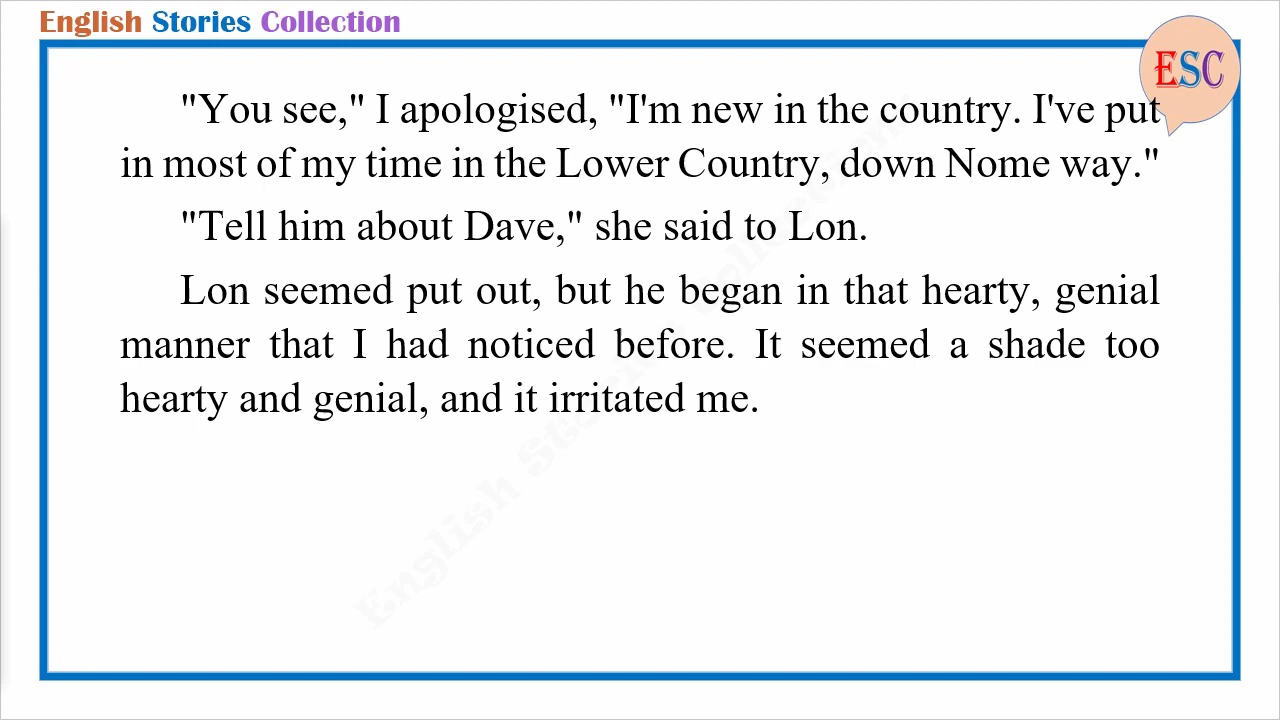 English Stories Collection
ESC
"You see," I apologised, "I'm new in the country. I've put
in most of my time in the Lower Country, down Nome way."
"Tell him about Dave," she said to Lon.
Lon seemed put out, but he began in that hearty, genial
manner that I had noticed before. It seemed a shade too
hearty and genial, and it irritated me.
English Stories Collection